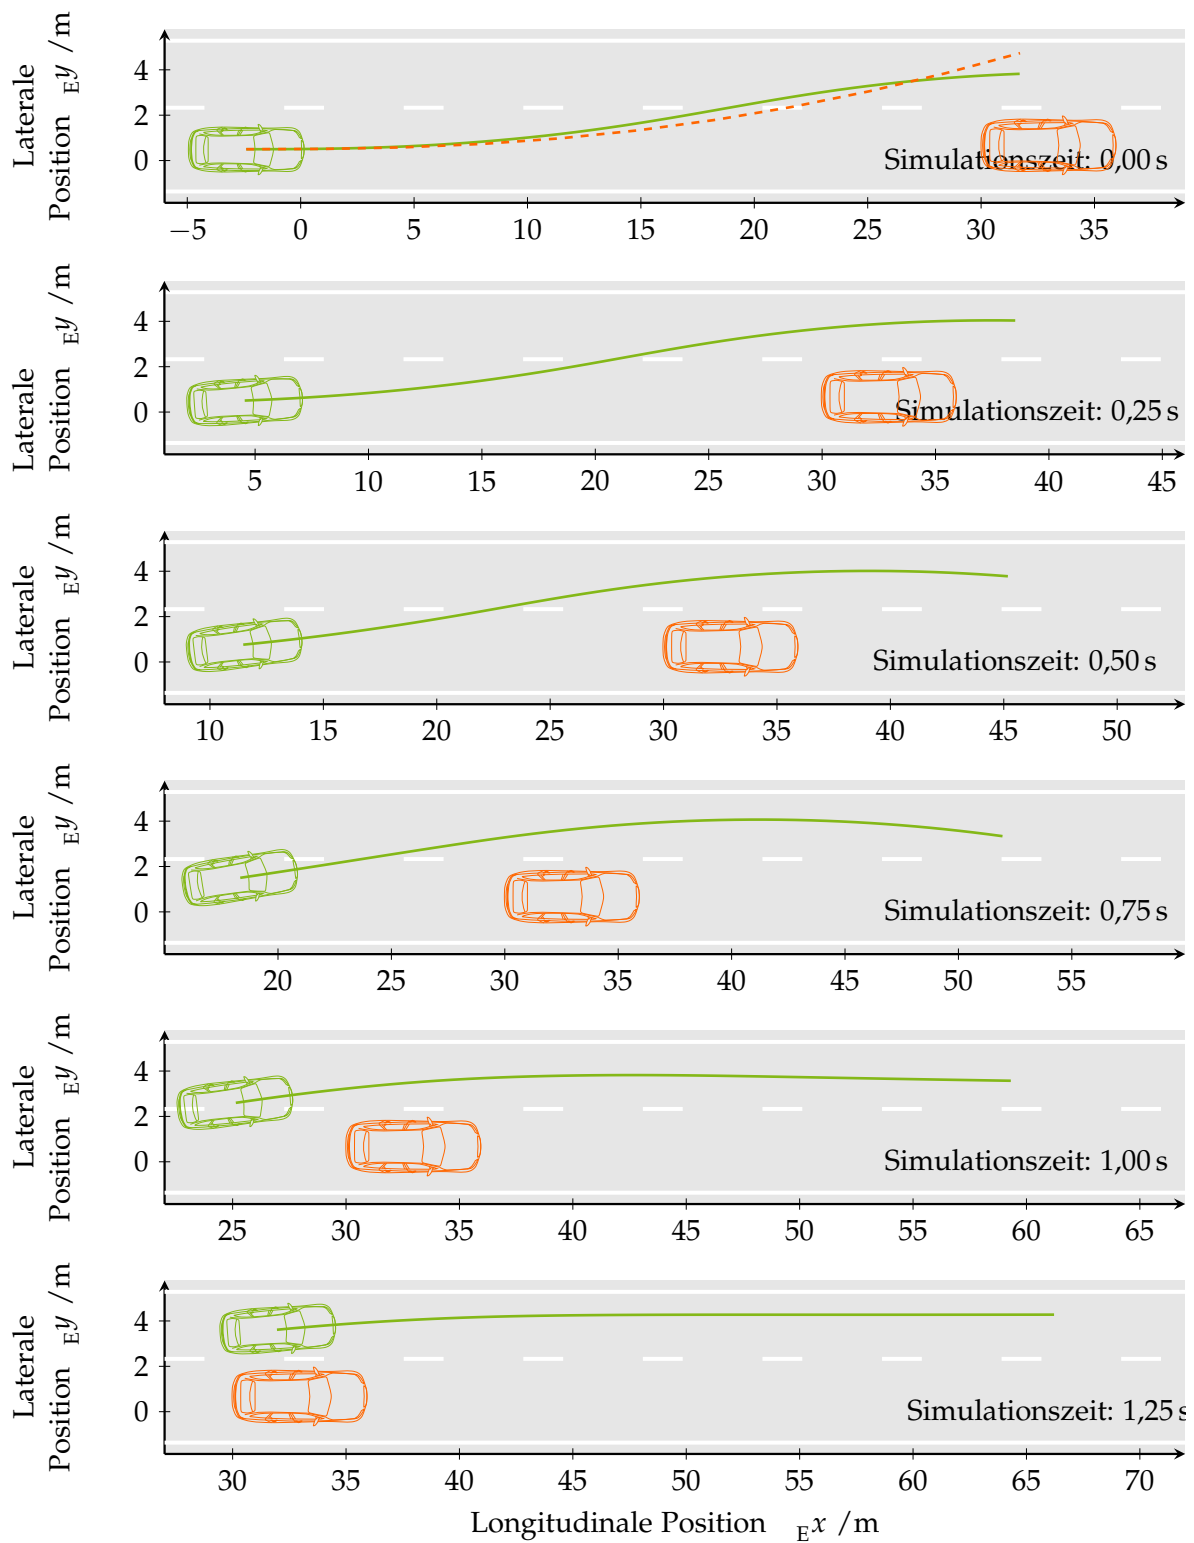 Laterale
Position Ey /m
4
2
0
Simulationszeit: 0,00 s
−5 0 5 10 15 20 25 30 35
Laterale
Position Ey /m
4
2
0
Simulationszeit: 0,25 s
5 10 15 20 25 30 35 40 45
Laterale
Position Ey /m
4
2
0
Simulationszeit: 0,50 s
10 15 20 25 30 35 40 45 50
Laterale
Position Ey /m
4
2
0
Simulationszeit: 0,75 s
20 25 30 35 40 45 50 55
Laterale
Position Ey /m
4
2
0
Simulationszeit: 1,00 s
25 30 35 40 45 50 55 60 65
Laterale
Position Ey /m
4
2
0
Simulationszeit: 1,25 s
30 35 40 45 50 55 60 65 70
Longitudinale Position Ex /m